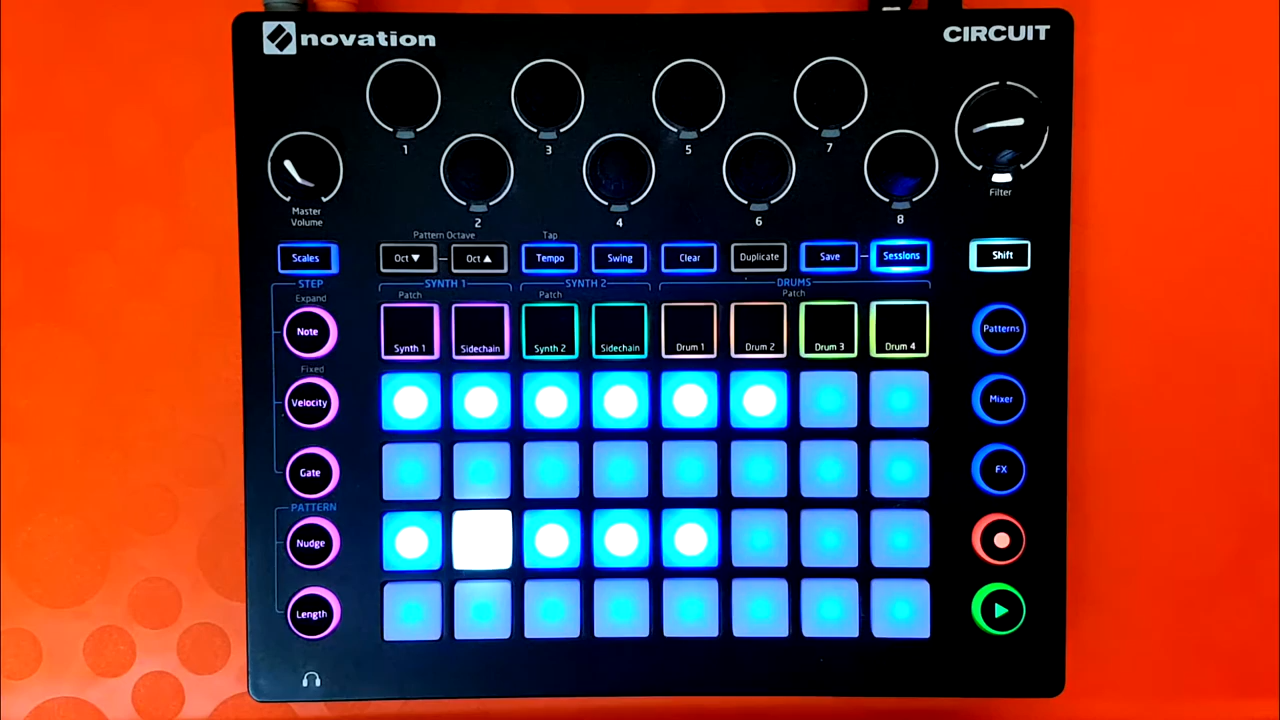 novation
CIRCUIT
1
3
5
7
2
4
6
8
Master
Volume
Filter
Pattern Octave
Tap
Scales
Oct ▼
Oct ▲
Tempo
Swing
Clear
Duplicate
Save
Sessions
Shift
STEP
SYNTH 1
SYNTH 2
DRUMS
Expand
Patch
Patch
Patch
Note
Synth 1
Sidechain
Synth 2
Sidechain
Drum 1
Drum 2
Drum 3
Drum 4
Patterns
Fixed
Velocity
Mixer
Gate
FX
PATTERN
Nudge
Length